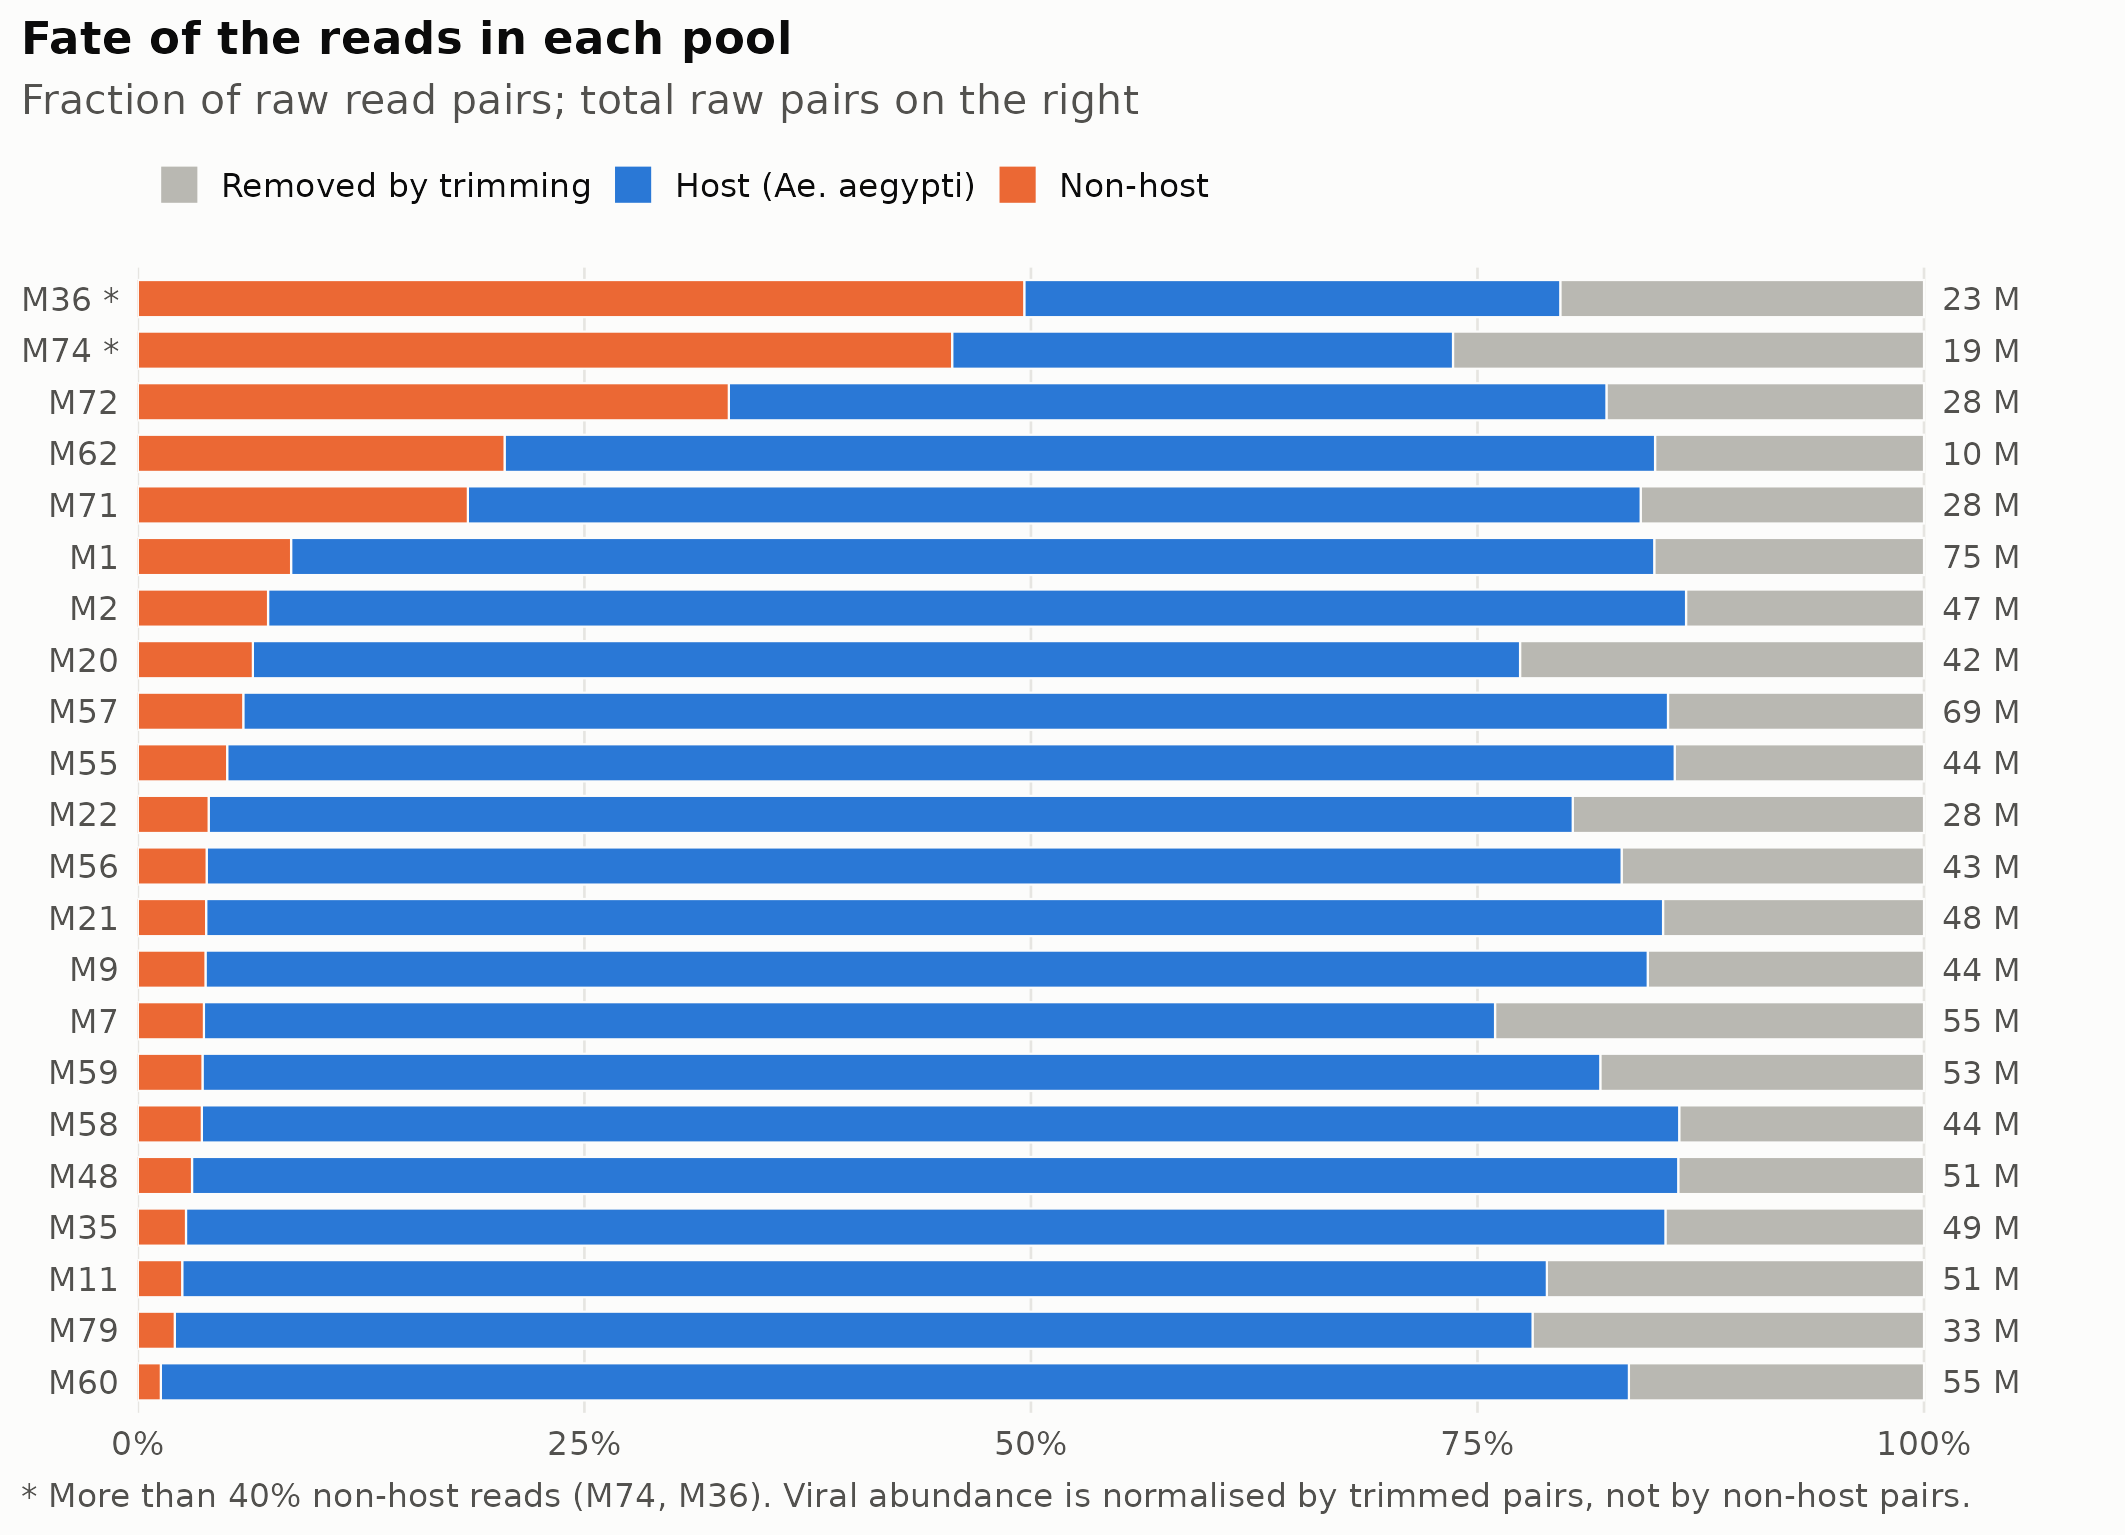 Fate of the reads in each pool
Fraction of raw read pairs; total raw pairs on the right
Removed by trimming Host (Ae. aegypti) Non-host
M36 * 23 M
M74 * 19 M
M72 28 M
M62 10 M
M71 28 M
M1 75 M
M2 47 M
M20 42 M
M57 69 M
M55 44 M
M22 28 M
M56 43 M
M21 48 M
M9 44 M
M7 55 M
M59 53 M
M58 44 M
M48 51 M
M35 49 M
M11 51 M
M79 33 M
M60 55 M
0% 25% 50% 75% 100%
* More than 40% non-host reads (M74, M36). Viral abundance is normalised by trimmed pairs, not by non-host pairs.